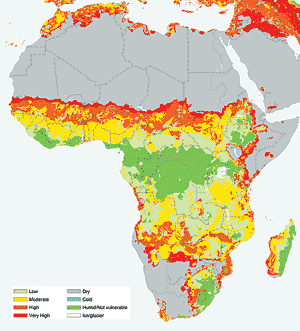 Low
Moderate
High
Very High
Dry
Cold
Humid/Not vulnerable
Ice/glacier